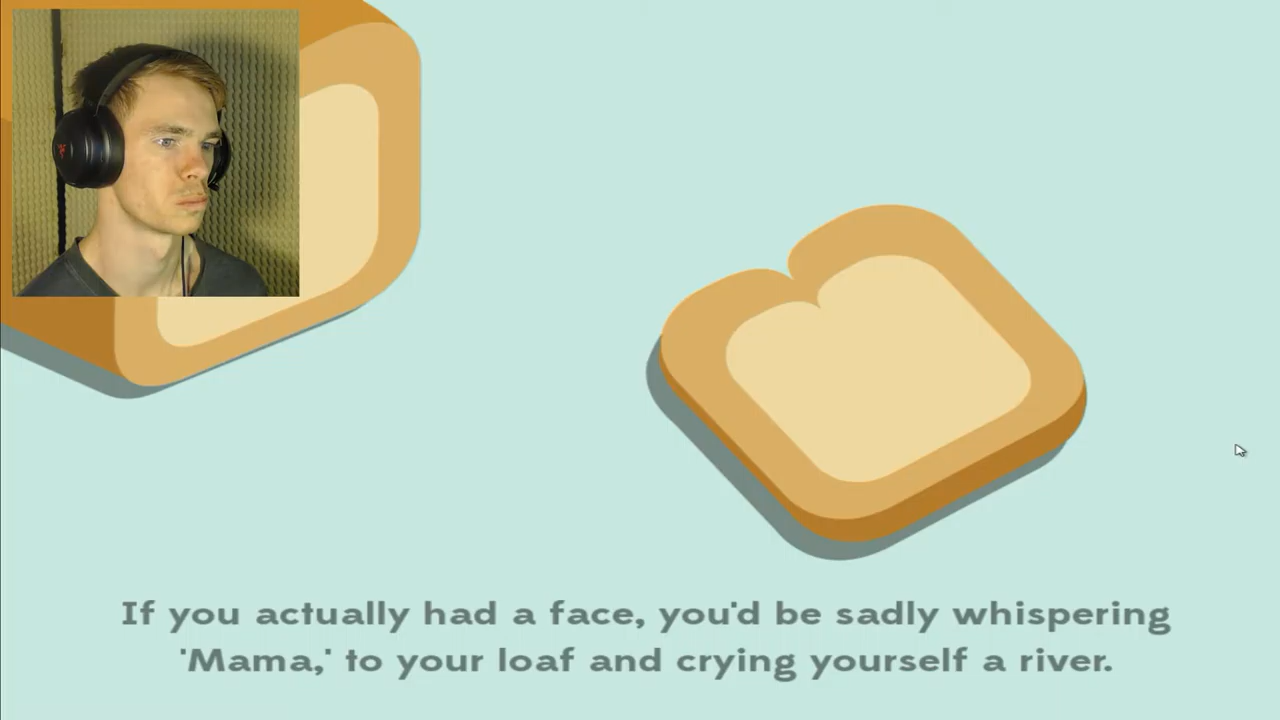 If you actually had a face, you'd be sadly whispering
'Mama,' to your loaf and crying yourself a river.